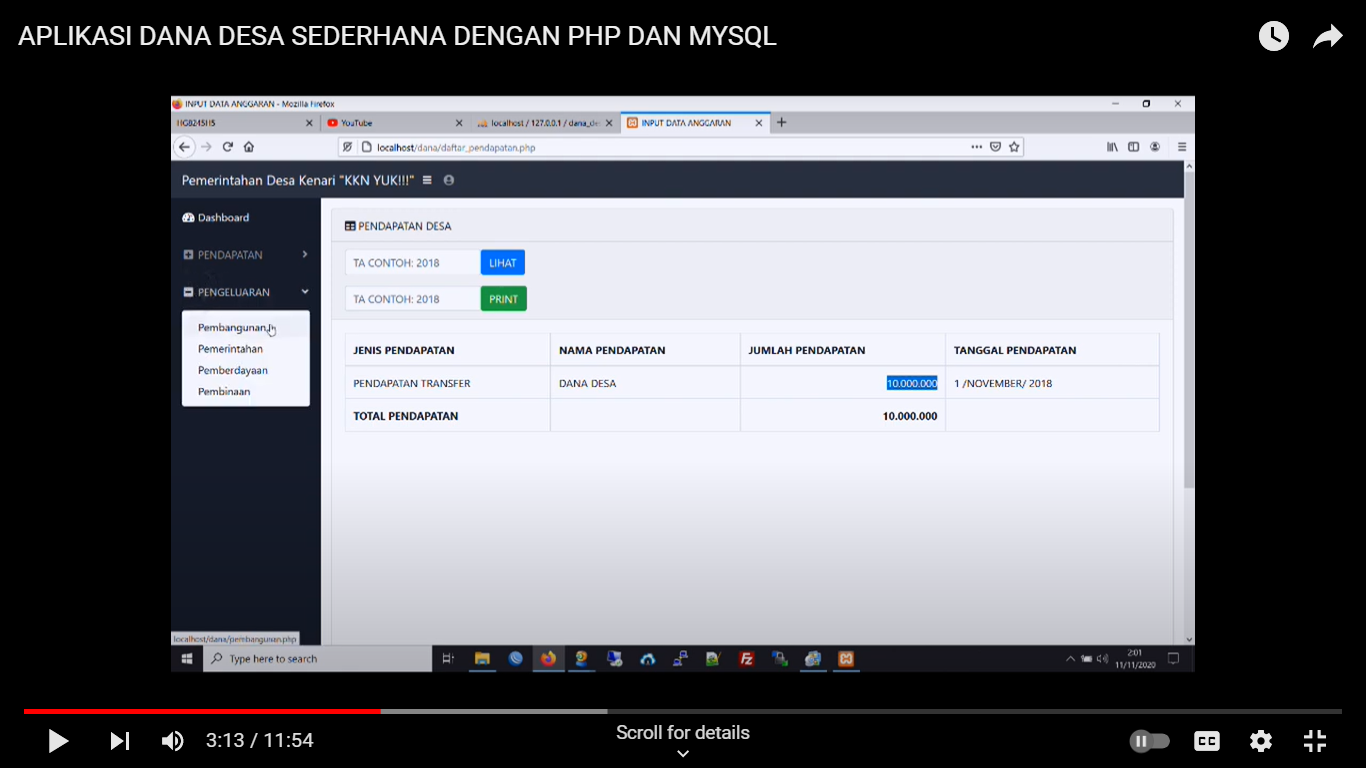 APLIKASI DANA DESA SEDERHANA DENGAN PHP DAN MYSQL
INPUT DATA ANGGARAN - Mozilla Firefox
HG8245H5
YouTube
localhost / 127.0.0.1 / dana_de
INPUT DATA ANGGARAN
localhost/dana/daftar_pendapatan.php
Pemerintahan Desa Kenari "KKN YUK!!!"
Dashboard
PENDAPATAN
PENGELUARAN
Pembangunan
Pemerintahan
Pemberdayaan
Pembinaan
PENDAPATAN DESA
TA CONTOH: 2018 LIHAT
TA CONTOH: 2018 PRINT
JENIS PENDAPATAN NAMA PENDAPATAN JUMLAH PENDAPATAN TANGGAL PENDAPATAN
PENDAPATAN TRANSFER DANA DESA 10.000.000 1 /NOVEMBER/ 2018
TOTAL PENDAPATAN 10.000.000
localhost/dana/pembangunan.php
Type here to search
2:01
11/11/2020
3:13 / 11:54
Scroll for details
CC